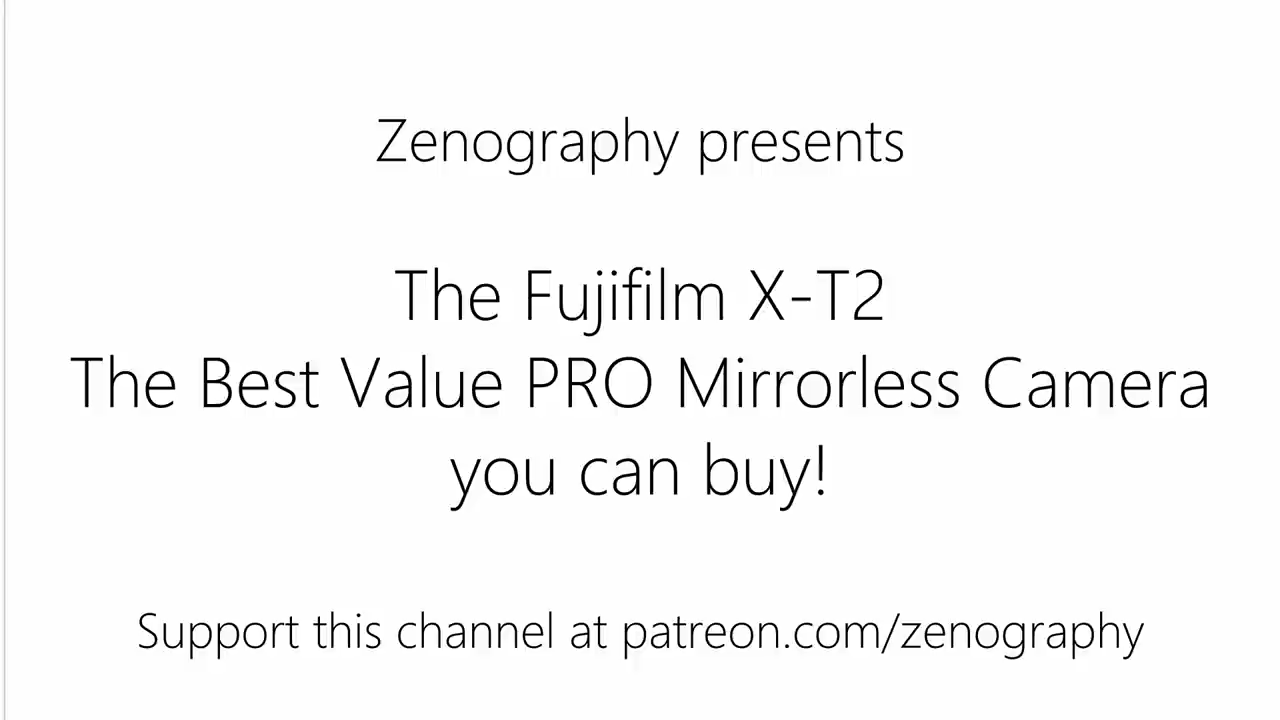 Zenography presents
The Fujifilm X-T2
The Best Value PRO Mirrorless Camera
you can buy!
Support this channel at patreon.com/zenography